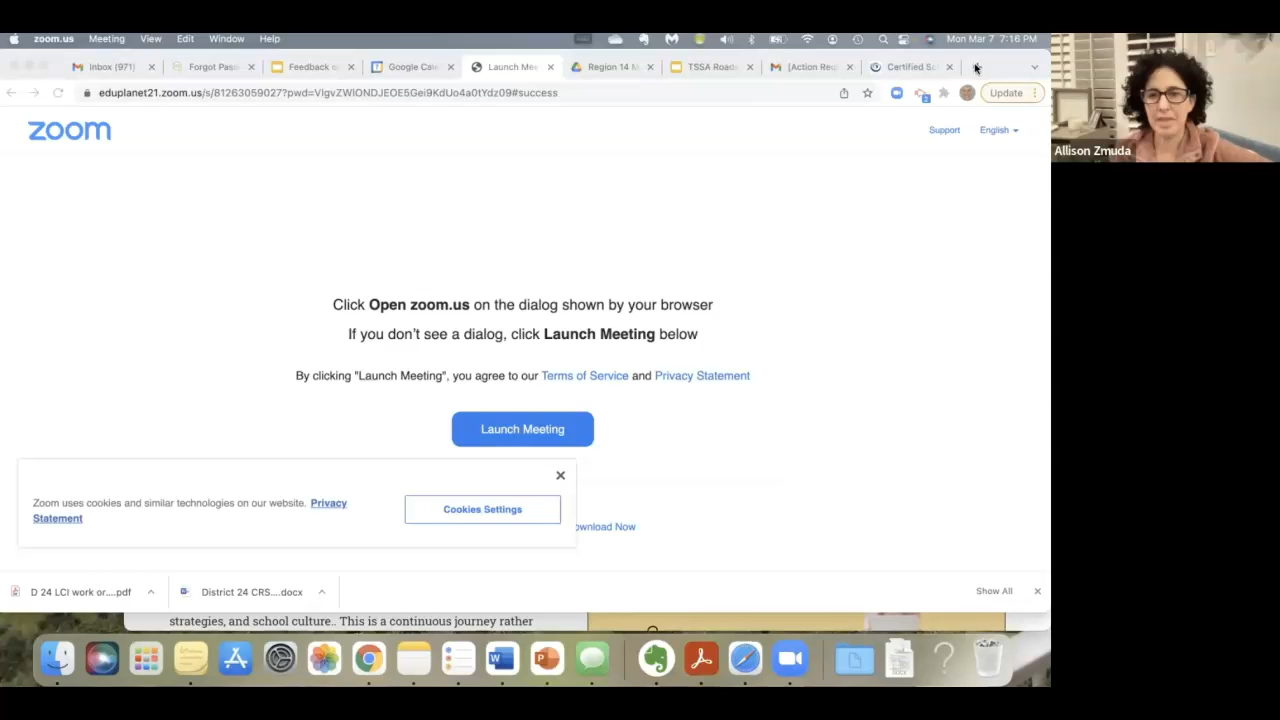 zoom.us Meeting View Edit Window Help Mon Mar 7 7:16 PM
Inbox (971) Forgot Pass Feedback o Google Cale Launch Mee Region 14 M TSSA Road [Action Req Certified Sc
eduplanet21.zoom.us/s/81263059027?pwd=VlgvZWlONDJEOE5Gei9KdUo4a0tYdz09#success Update
zoom Support English
Allison Zmuda
Click Open zoom.us on the dialog shown by your browser
If you don't see a dialog, click Launch Meeting below
By clicking "Launch Meeting", you agree to our Terms of Service and Privacy Statement
Launch Meeting
Zoom uses cookies and similar technologies on our website. Privacy
Statement
Cookies Settings
ownload Now
D 24 LCI work or....pdf District 24 CRS....docx Show All
strategies, and school culture.. This is a continuous journey rather